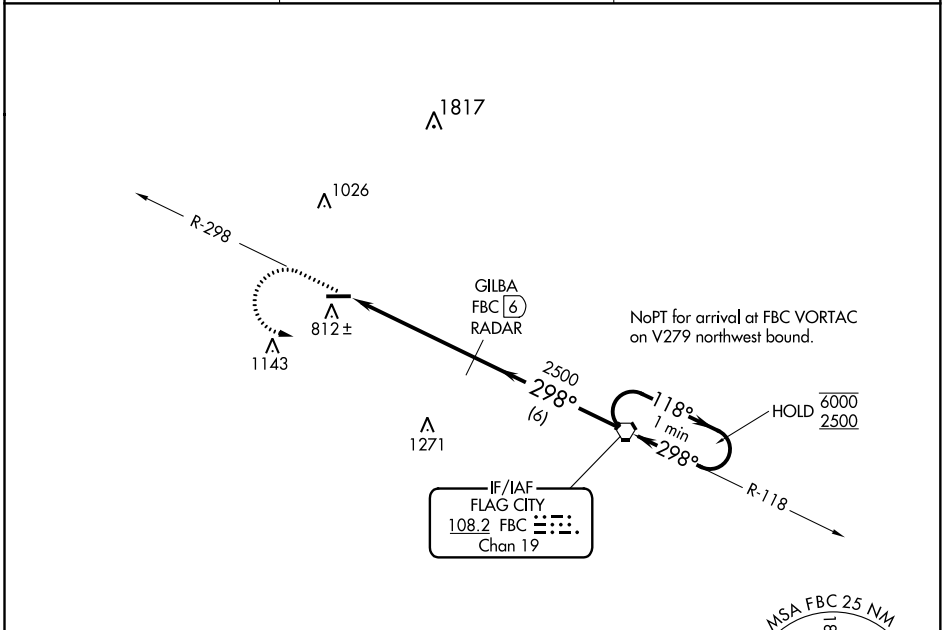 1817
1026
R-298
GILBA
FBC 6
RADAR
NoPT for arrival at FBC VORTAC
on V279 northwest bound.
812 ±
1143
2500
298°
(6)
118°
1 min
298°
HOLD 6000
2500
1271
R-118
IF/IAF
FLAG CITY
108.2 FBC
Chan 19
MSA FBC 25 NM